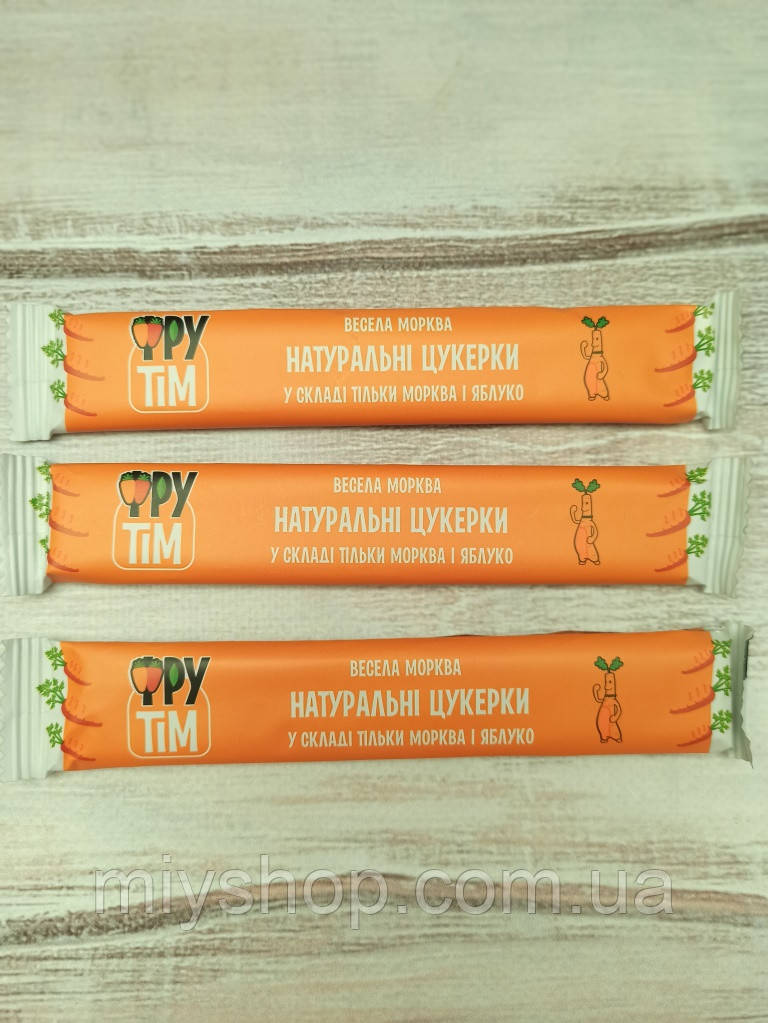 ФРУ
ТІМ
ВЕСЕЛА МОРКВА
НАТУРАЛЬНІ ЦУКЕРКИ
У СКЛАДІ ТІЛЬКИ МОРКВА І ЯБЛУКО
ФРУ
ТІМ
ВЕСЕЛА МОРКВА
НАТУРАЛЬНІ ЦУКЕРКИ
У СКЛАДІ ТІЛЬКИ МОРКВА І ЯБЛУКО
ФРУ
ТІМ
ВЕСЕЛА МОРКВА
НАТУРАЛЬНІ ЦУКЕРКИ
У СКЛАДІ ТІЛЬКИ МОРКВА І ЯБЛУКО
miyshop.com.ua